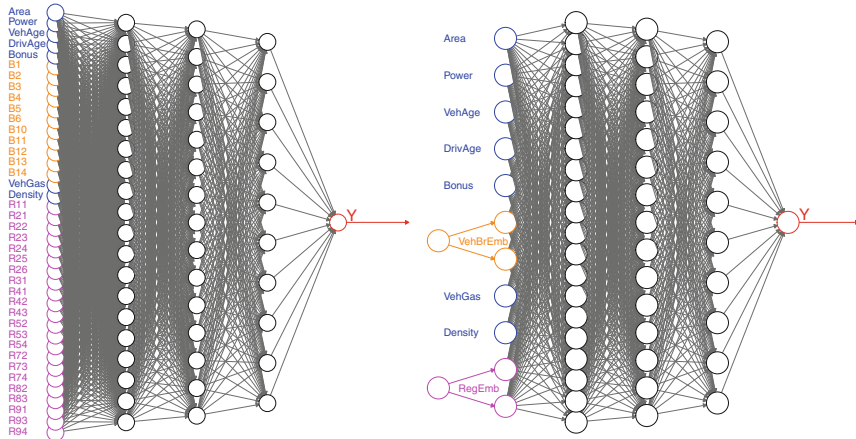 Area
Power
VehAge
DrivAge
Bonus
B1
B2
B3
B4
B5
B6
B10
B11
B12
B13
B14
VehGas
Density
R11
R21
R22
R23
R24
R25
R26
R31
R41
R42
R43
R52
R53
R54
R72
R73
R74
R82
R83
R91
R93
R94
Y
Area
Power
VehAge
DrivAge
Bonus
VehBrEmb
VehGas
Density
RegEmb
Y